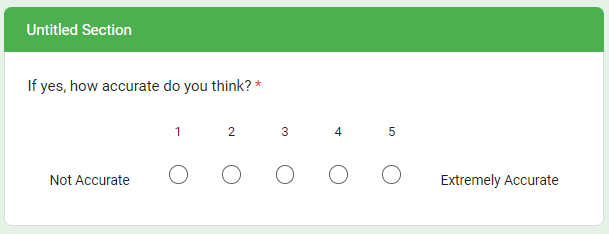 Untitled Section
If yes, how accurate do you think? *
1 2 3 4 5
Not Accurate Extremely Accurate